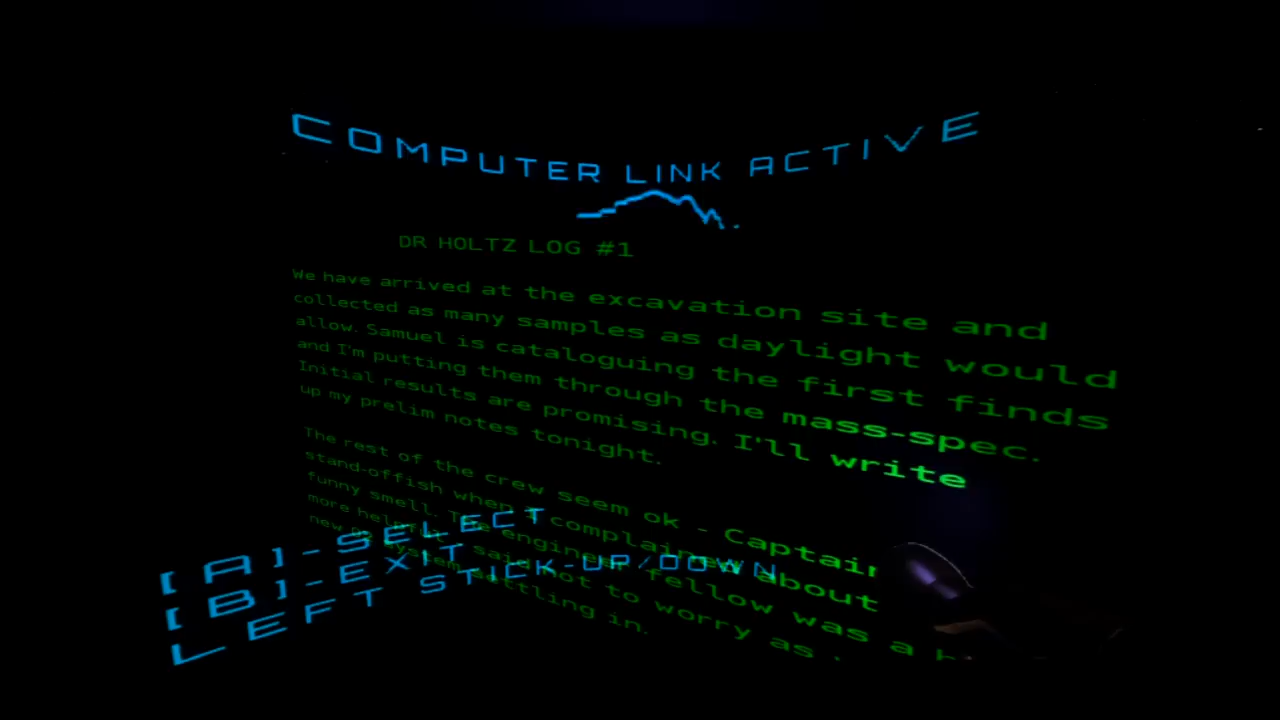 COMPUTER LINK ACTIVE
DR HOLTZ LOG #1
We have arrived at the excavation site and
collected as many samples as daylight would
allow. Samuel is cataloguing the first finds
and I'm putting them through the mass-spec.
Initial results are promising. I'll write
up my prelim notes tonight.
The rest of the crew seem ok - Captain
stand-offish when I complained about
funny smell. The engineer fellow was a
more helpful said not to worry as
new system settling in.
[A]-SELECT
[B]-EXIT
LEFT STICK-UP/DOWN